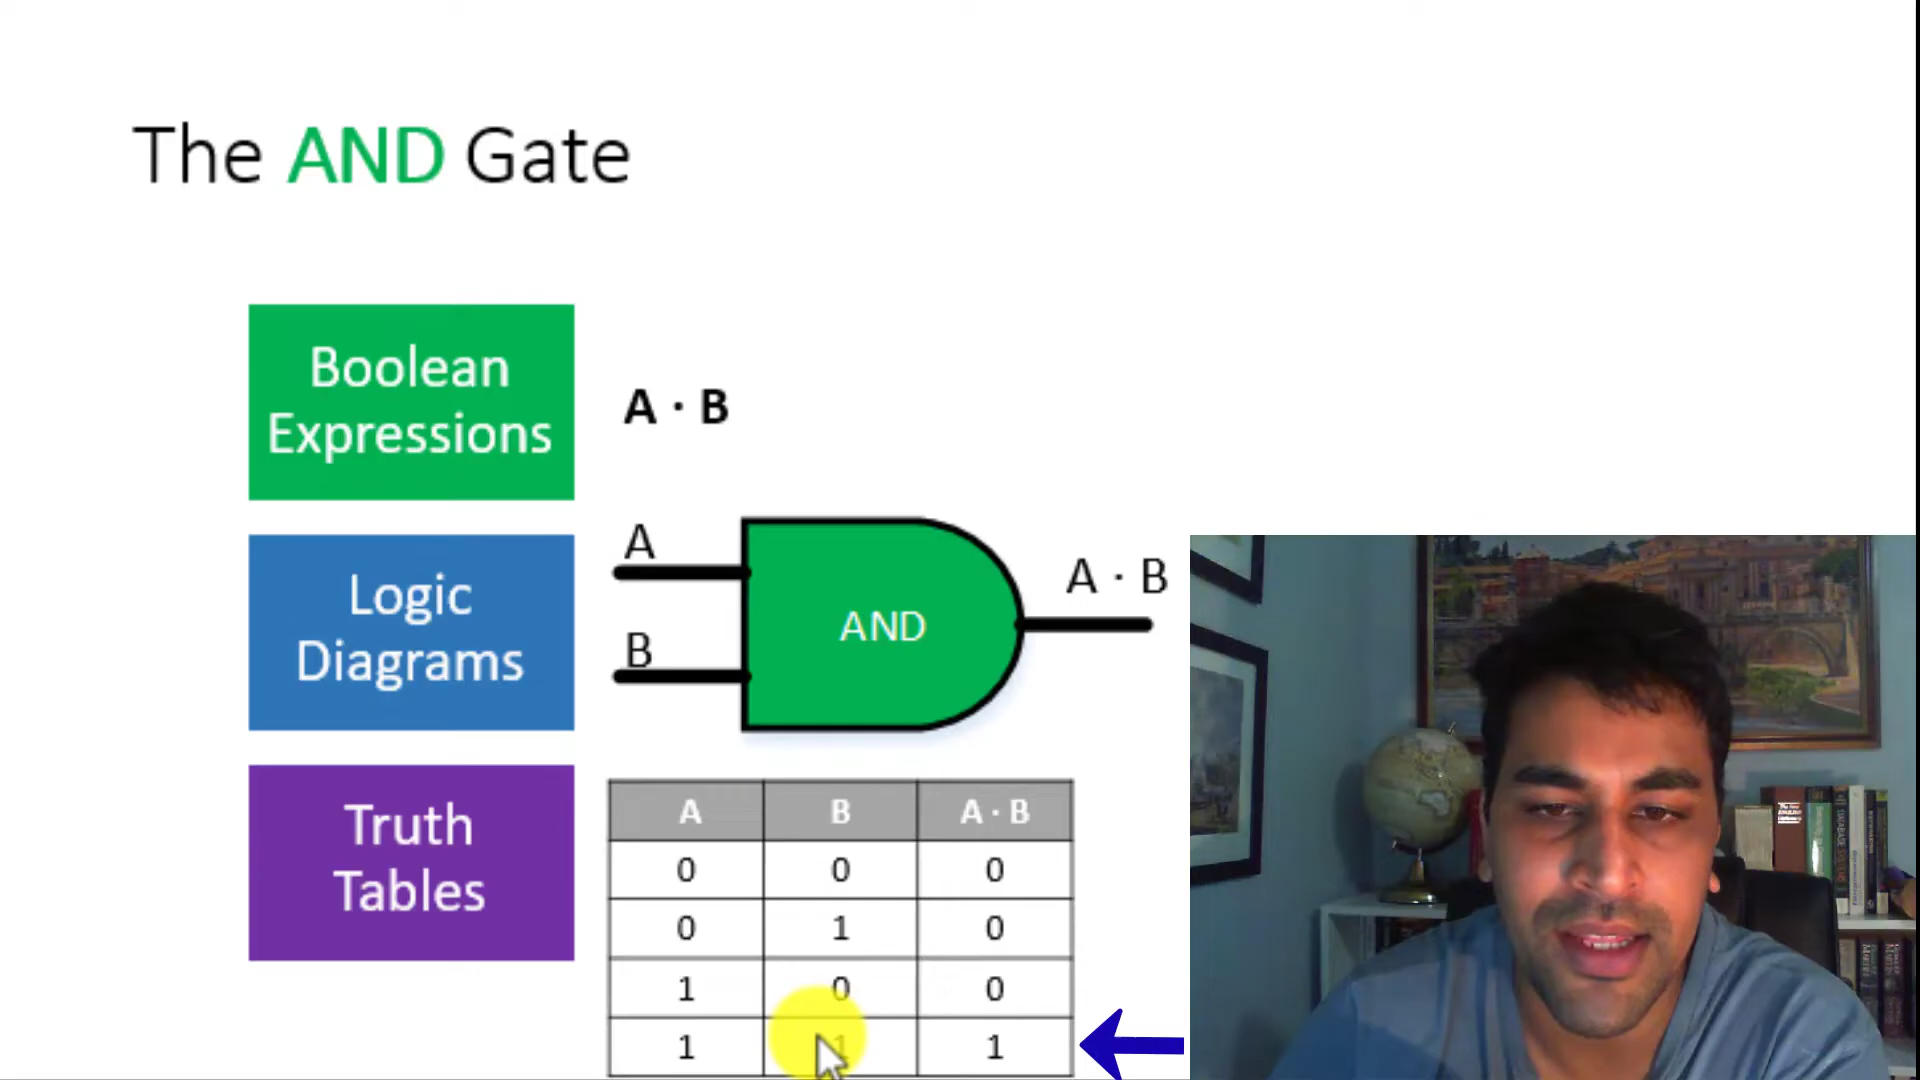 The AND Gate
Boolean
Expressions
A · B
Logic
Diagrams
A
B
AND
A · B
Truth
Tables
A B A · B
0 0 0
0 1 0
1 0 0
1 1 1